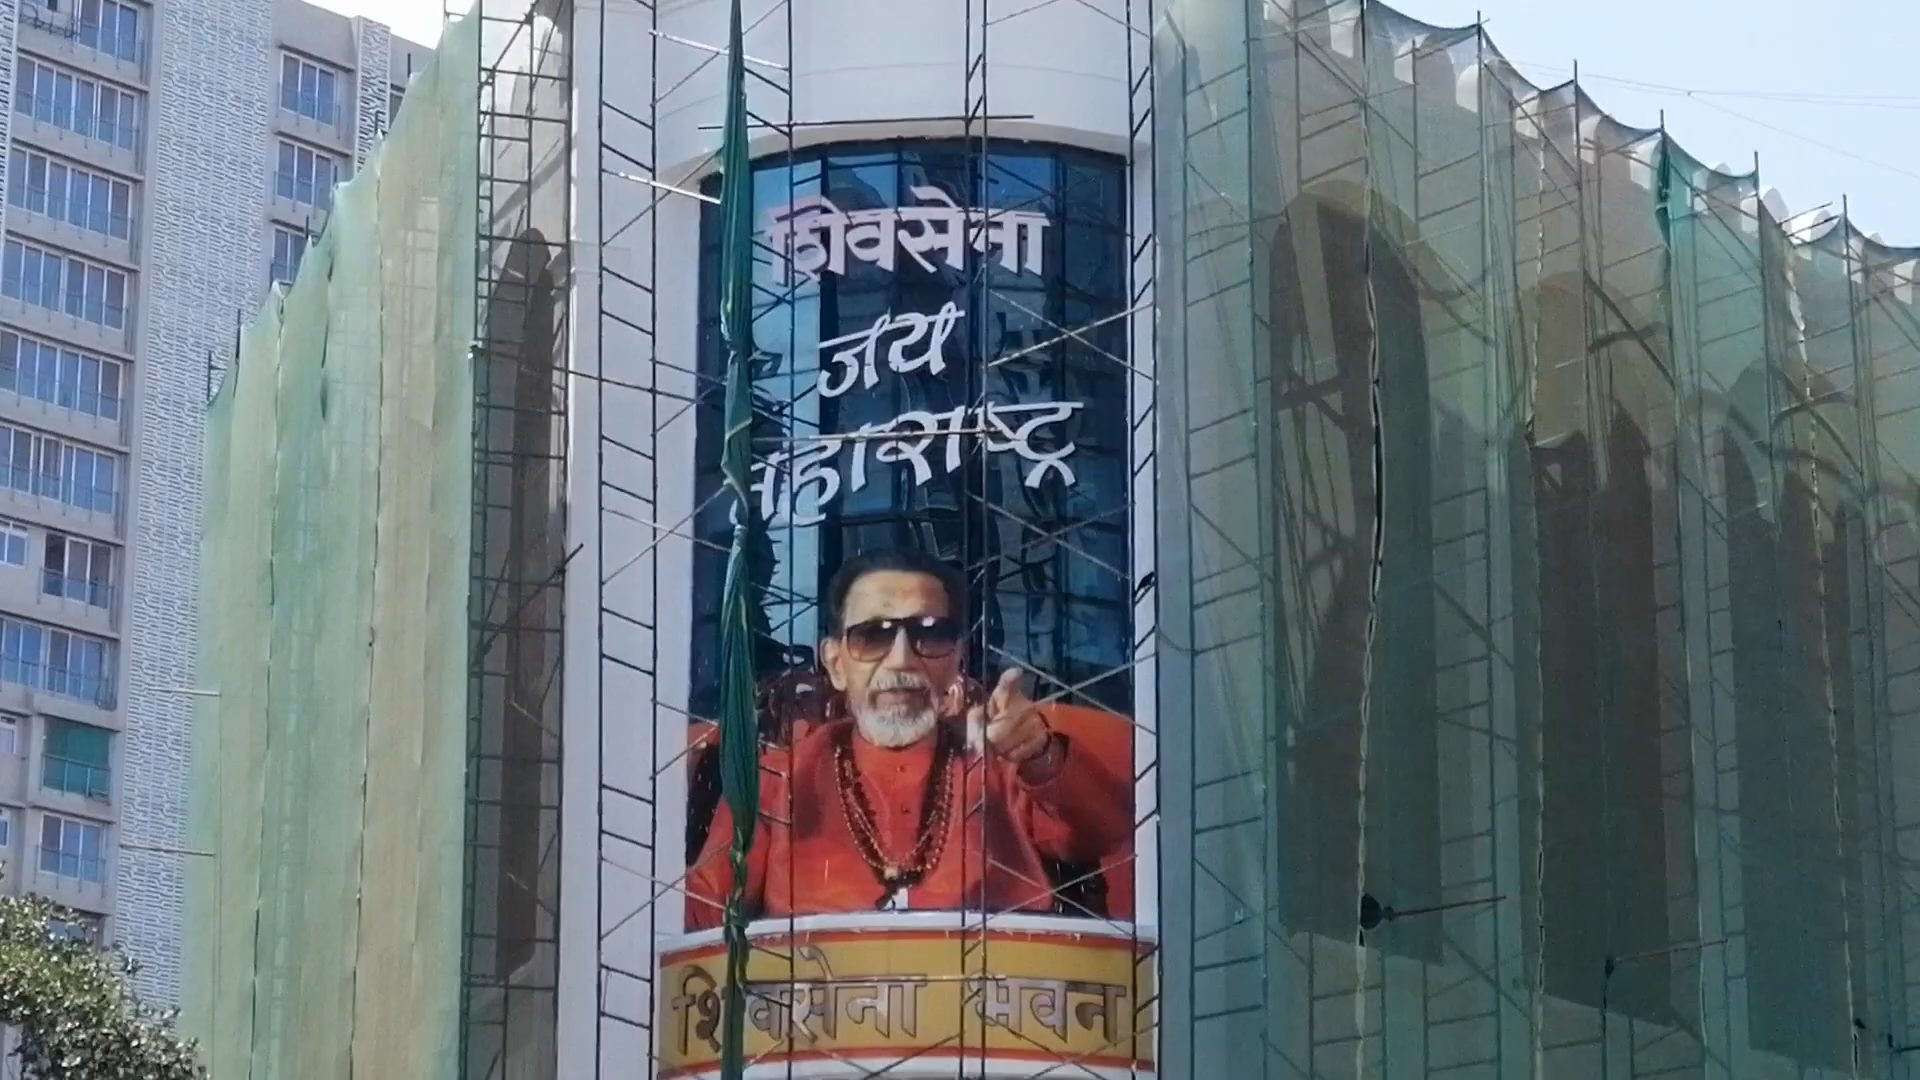 शिवसेना
जय
महाराष्ट्र
शिवसेना भवन